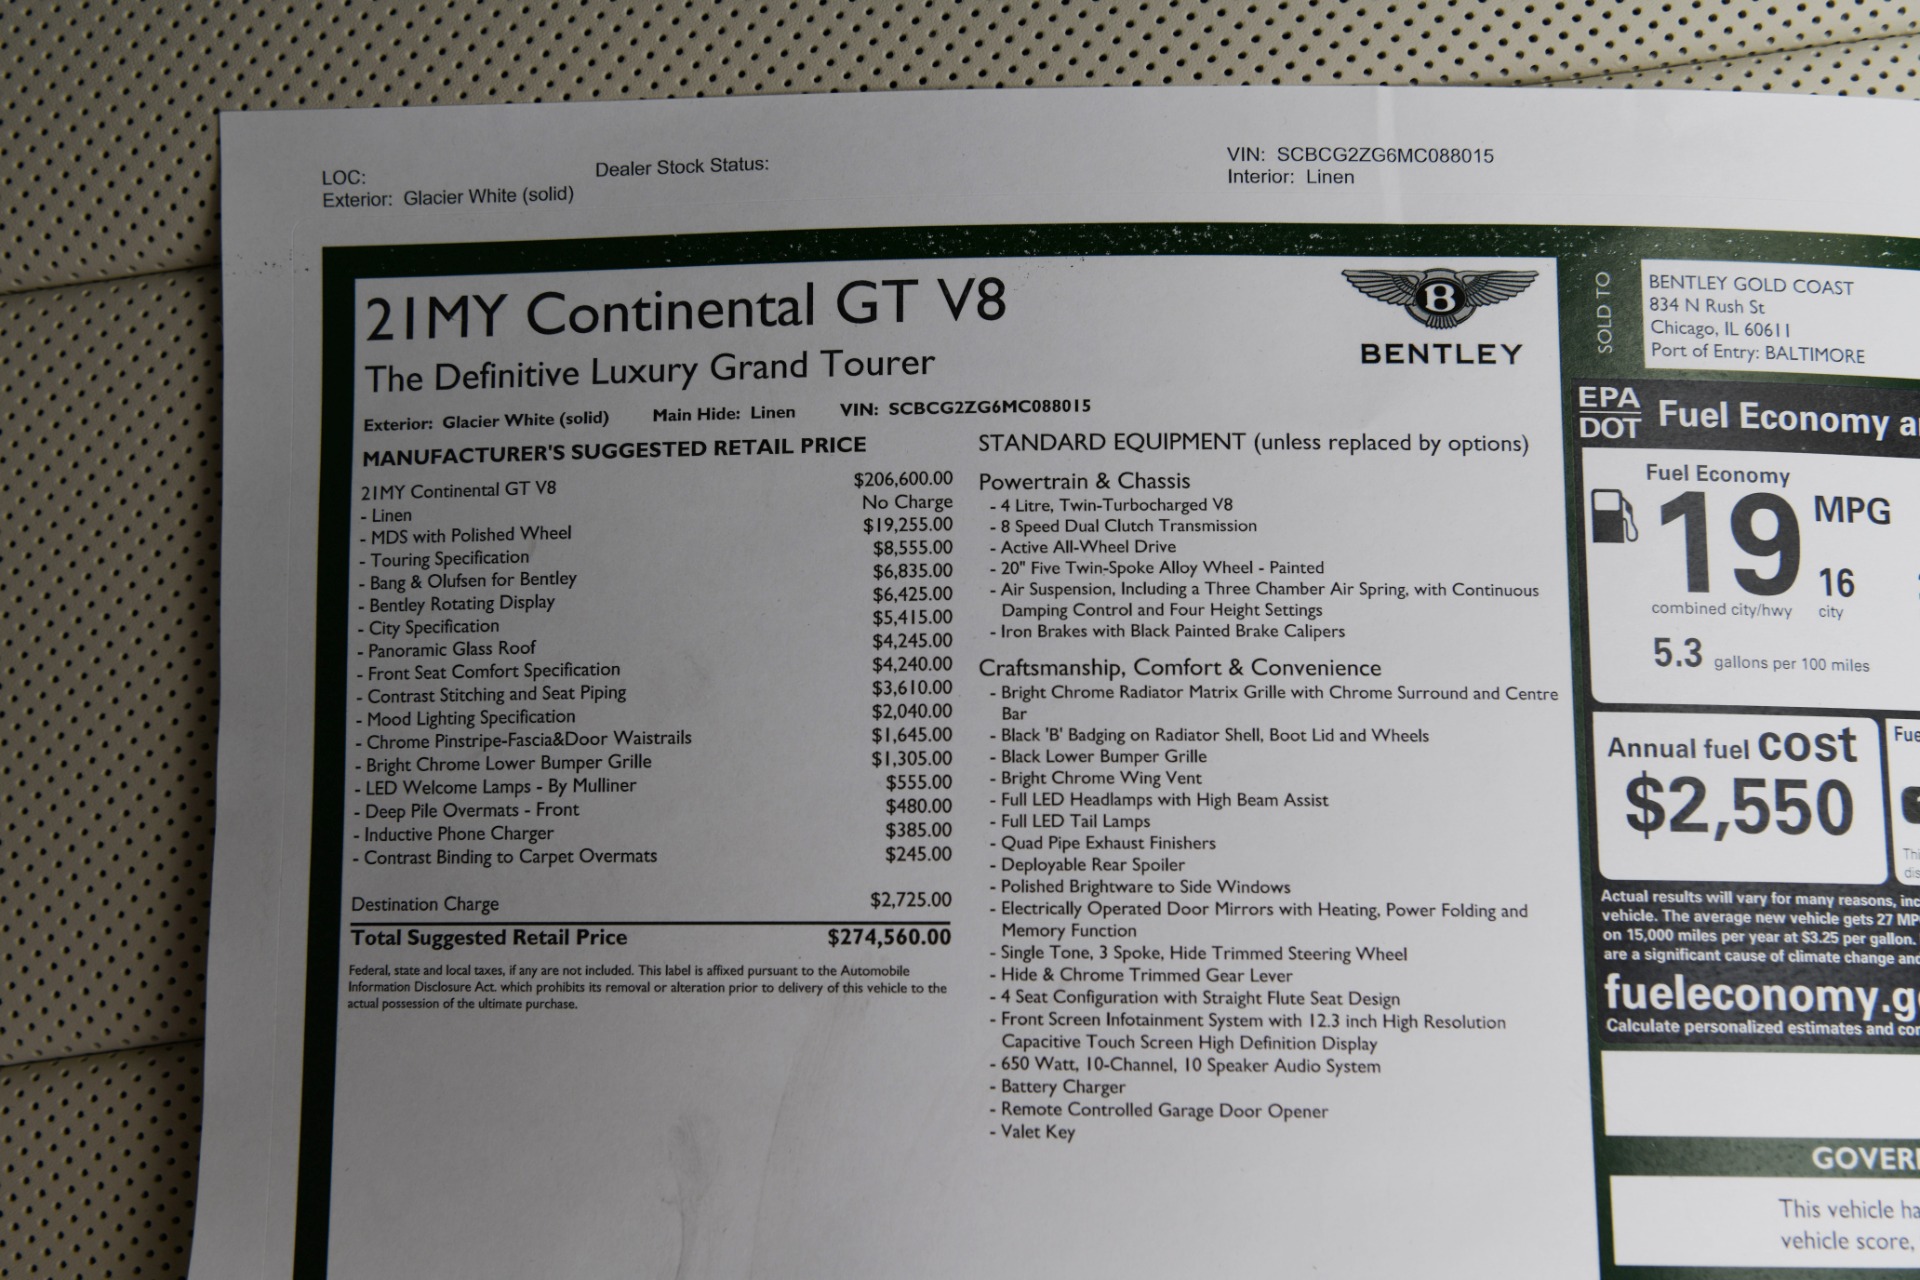 LOC:
Dealer Stock Status:
VIN: SCBCG2ZG6MC088015
Exterior: Glacier White (solid)
Interior: Linen
21MY Continental GT V8
The Definitive Luxury Grand Tourer
B
BENTLEY
Exterior: Glacier White (solid) Main Hide: Linen VIN: SCBCG2ZG6MC088015
MANUFACTURER'S SUGGESTED RETAIL PRICE
21MY Continental GT V8 $206,600.00
- Linen No Charge
- MDS with Polished Wheel $19,255.00
- Touring Specification $8,555.00
- Bang & Olufsen for Bentley $6,835.00
- Bentley Rotating Display $6,425.00
- City Specification $5,415.00
- Panoramic Glass Roof $4,245.00
- Front Seat Comfort Specification $4,240.00
- Contrast Stitching and Seat Piping $3,610.00
- Mood Lighting Specification $2,040.00
- Chrome Pinstripe-Fascia&Door Waistrails $1,645.00
- Bright Chrome Lower Bumper Grille $1,305.00
- LED Welcome Lamps - By Mulliner $555.00
- Deep Pile Overmats - Front $480.00
- Inductive Phone Charger $385.00
- Contrast Binding to Carpet Overmats $245.00
Destination Charge $2,725.00
Total Suggested Retail Price $274,560.00
Federal, state and local taxes, if any are not included. This label is affixed pursuant to the Automobile
Information Disclosure Act. which prohibits its removal or alteration prior to delivery of this vehicle to the
actual possession of the ultimate purchase.
STANDARD EQUIPMENT (unless replaced by options)
Powertrain & Chassis
- 4 Litre, Twin-Turbocharged V8
- 8 Speed Dual Clutch Transmission
- Active All-Wheel Drive
- 20" Five Twin-Spoke Alloy Wheel - Painted
- Air Suspension, Including a Three Chamber Air Spring, with Continuous
Damping Control and Four Height Settings
- Iron Brakes with Black Painted Brake Calipers
Craftsmanship, Comfort & Convenience
- Bright Chrome Radiator Matrix Grille with Chrome Surround and Centre
Bar
- Black 'B' Badging on Radiator Shell, Boot Lid and Wheels
- Black Lower Bumper Grille
- Bright Chrome Wing Vent
- Full LED Headlamps with High Beam Assist
- Full LED Tail Lamps
- Quad Pipe Exhaust Finishers
- Deployable Rear Spoiler
- Polished Brightware to Side Windows
- Electrically Operated Door Mirrors with Heating, Power Folding and
Memory Function
- Single Tone, 3 Spoke, Hide Trimmed Steering Wheel
- Hide & Chrome Trimmed Gear Lever
- 4 Seat Configuration with Straight Flute Seat Design
- Front Screen Infotainment System with 12.3 inch High Resolution
Capacitive Touch Screen High Definition Display
- 650 Watt, 10-Channel, 10 Speaker Audio System
- Battery Charger
- Remote Controlled Garage Door Opener
- Valet Key
SOLD TO
BENTLEY GOLD COAST
834 N Rush St
Chicago, IL 60611
Port of Entry: BALTIMORE
EPA
DOT
Fuel Economy
Fuel Economy
19 MPG
16
combined city/hwy city
5.3 gallons per 100 miles
Annual fuel cost
$2,550
Actual results will vary for many reasons,
vehicle. The average new vehicle gets 27
on 15,000 miles per year at $3.25 per gallon.
are a significant cause of climate change
fueleconomy.g
Calculate personalized estimates and
GOVER
This vehicle
vehicle score,